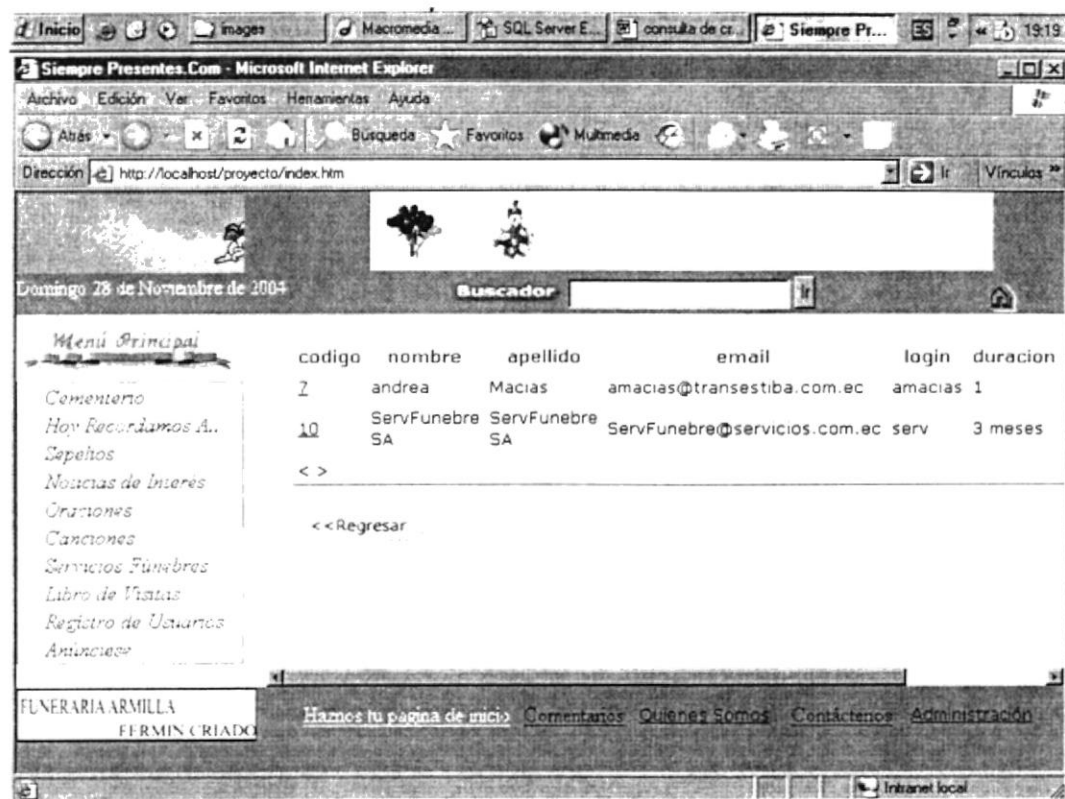 Inicio images Macromedia ... SQL Server E... consulta de cr... Siempre Pr... ES 19:19
Siempre Presentes.Com - Microsoft Internet Explorer
Archivo Edición Ver Favoritos Herramientas Ayuda
Atrás Búsqueda Favoritos Multimedia
Dirección http://localhost/proyecto/index.htm Ir Vínculos »
Domingo 28 de Noviembre de 2004 Buscador Ir
Menú Principal
Cementerio
Hoy Recordamos A..
Sepelios
Noticias de Interés
Oraciones
Canciones
Servicios Fúnebres
Libro de Visitas
Registro de Usuarios
Anúnciese
codigo nombre apellido email login duracion
7 andrea Macias amacias@transestiba.com.ec amacias 1
10 ServFunebre SA ServFunebre SA ServFunebre@servicios.com.ec serv 3 meses
< >
<<Regresar
FUNERARIA ARMILLA
FERMIN CRIADO
Haznos tu pagina de inicio Comentarios Quienes Somos Contáctenos Administración
Intranet local